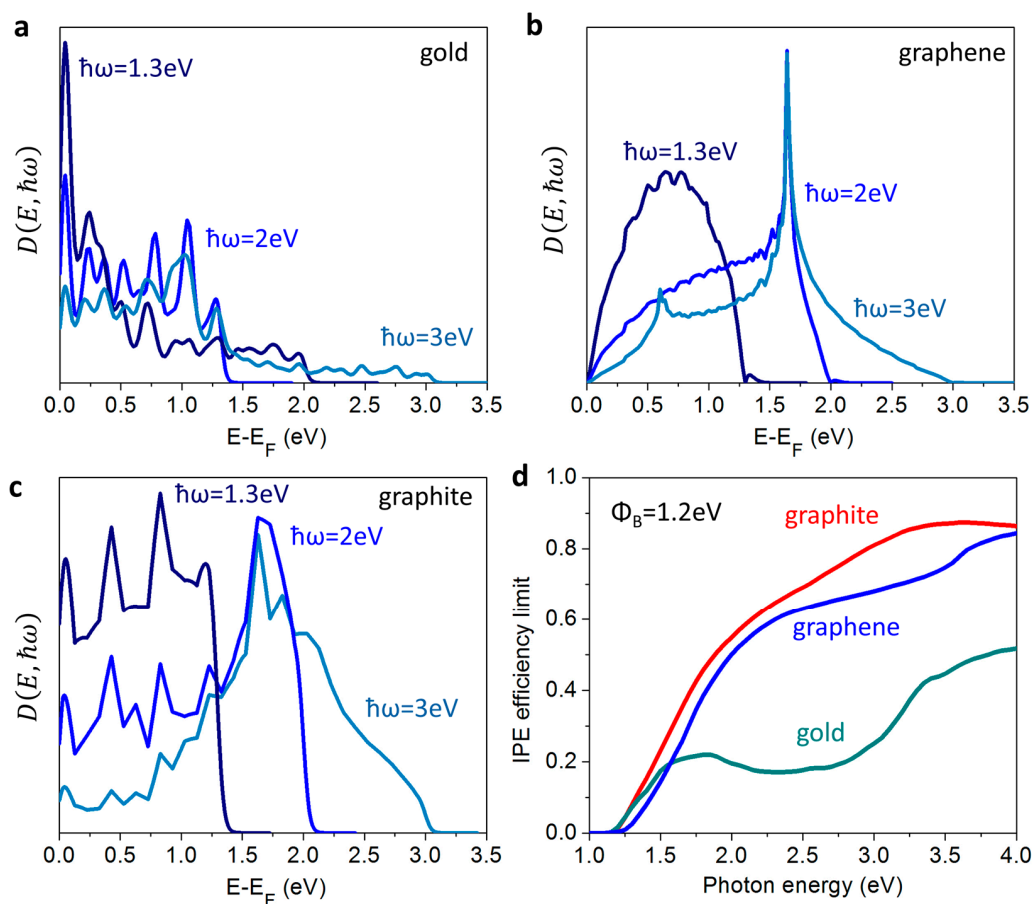 a
gold
ħω=1.3eV
ħω=2eV
ħω=3eV
D(E, ħω)
0.0 0.5 1.0 1.5 2.0 2.5 3.0 3.5
E-E_F (eV)
b
graphene
ħω=1.3eV
ħω=2eV
ħω=3eV
D(E, ħω)
0.0 0.5 1.0 1.5 2.0 2.5 3.0 3.5
E-E_F (eV)
c
ħω=1.3eV
graphite
ħω=2eV
ħω=3eV
D(E, ħω)
0.0 0.5 1.0 1.5 2.0 2.5 3.0 3.5
E-E_F (eV)
d
Φ_B=1.2eV
graphite
graphene
gold
IPE efficiency limit
1.0
0.8
0.6
0.4
0.2
0.0
1.0 1.5 2.0 2.5 3.0 3.5 4.0
Photon energy (eV)